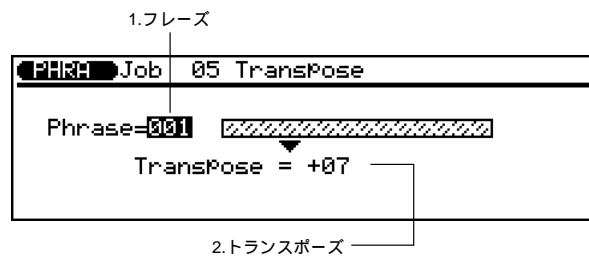 1.フレーズ
PHRA Job 05 Transpose
Phrase=001
Transpose = +07
2.トランスポーズ